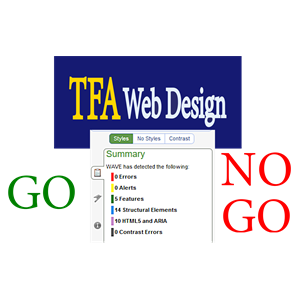 TFA Web Design
Styles No Styles Contrast
Summary
WAVE has detected the following:
0 Errors
0 Alerts
5 Features
14 Structural Elements
10 HTML5 and ARIA
0 Contrast Errors
GO
NO
GO